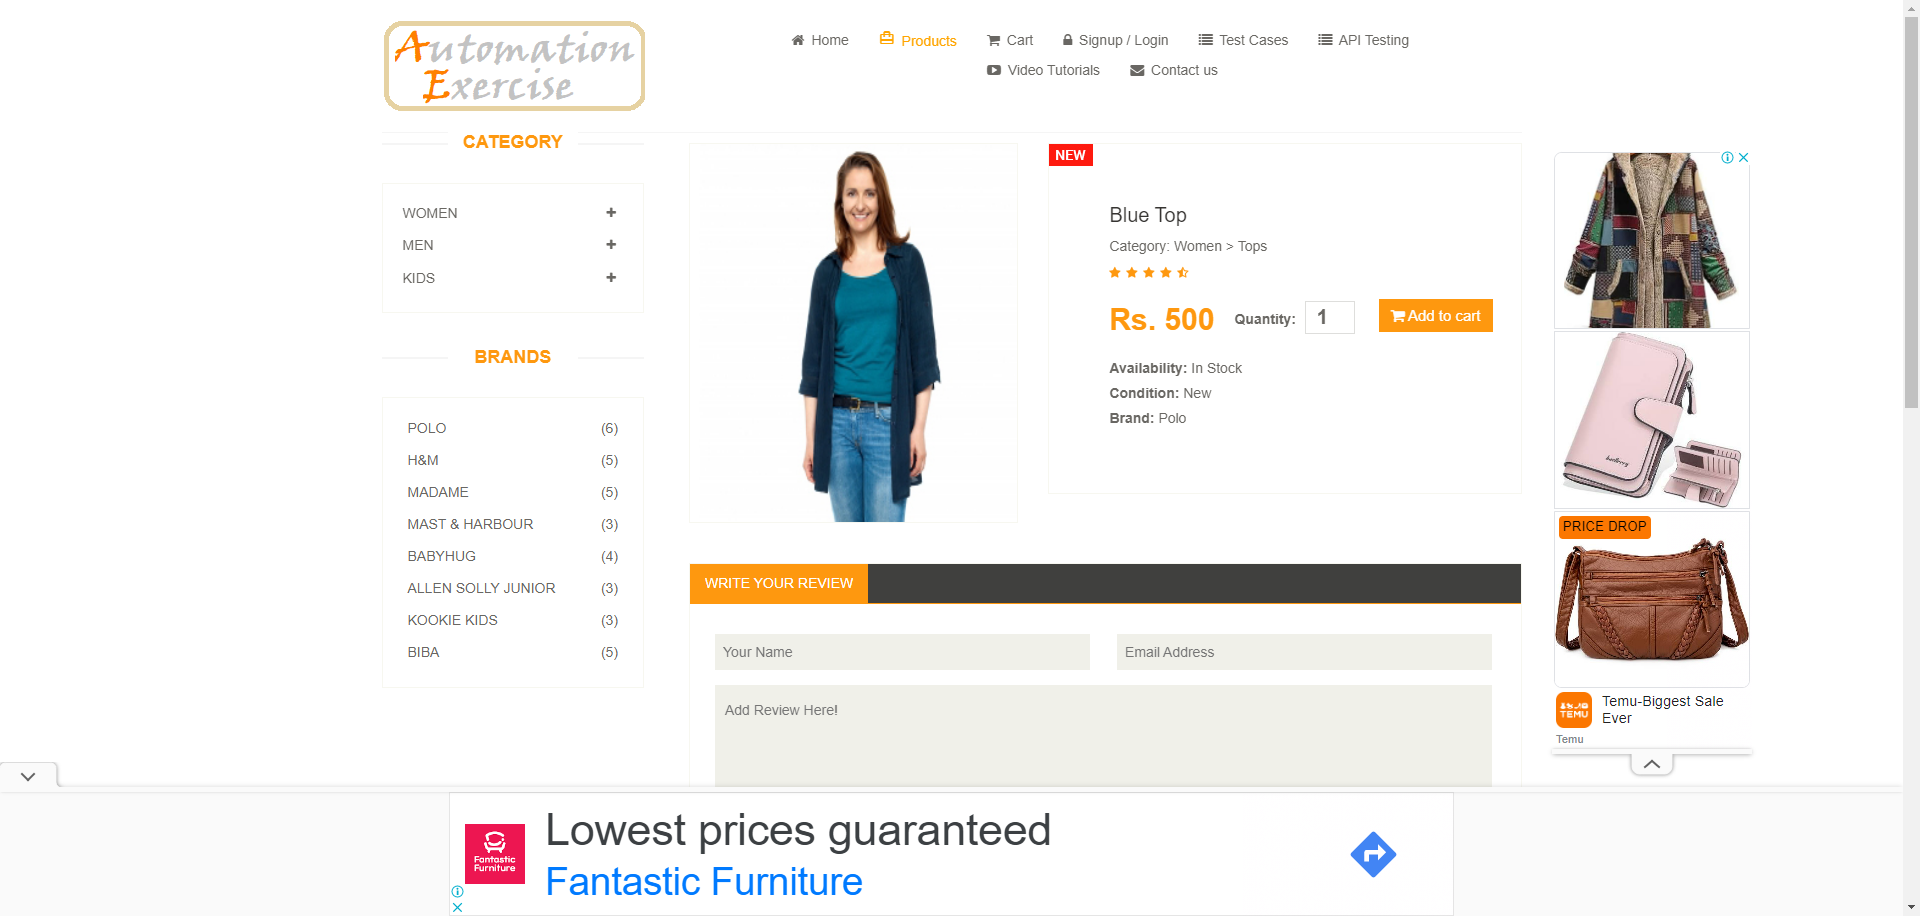 Automation
Exercise
Home
Products
Cart
Signup / Login
Test Cases
API Testing
Video Tutorials
Contact us
CATEGORY
WOMEN
MEN
KIDS
BRANDS
POLO (6)
H&M (5)
MADAME (5)
MAST & HARBOUR (3)
BABYHUG (4)
ALLEN SOLLY JUNIOR (3)
KOOKIE KIDS (3)
BIBA (5)
NEW
Blue Top
Category: Women > Tops
Rs. 500 Quantity: 1 Add to cart
Availability: In Stock
Condition: New
Brand: Polo
WRITE YOUR REVIEW
Your Name
Email Address
Add Review Here!
PRICE DROP
TEMU
Temu-Biggest Sale
Ever
Temu
Fantastic
Furniture
Lowest prices guaranteed
Fantastic Furniture